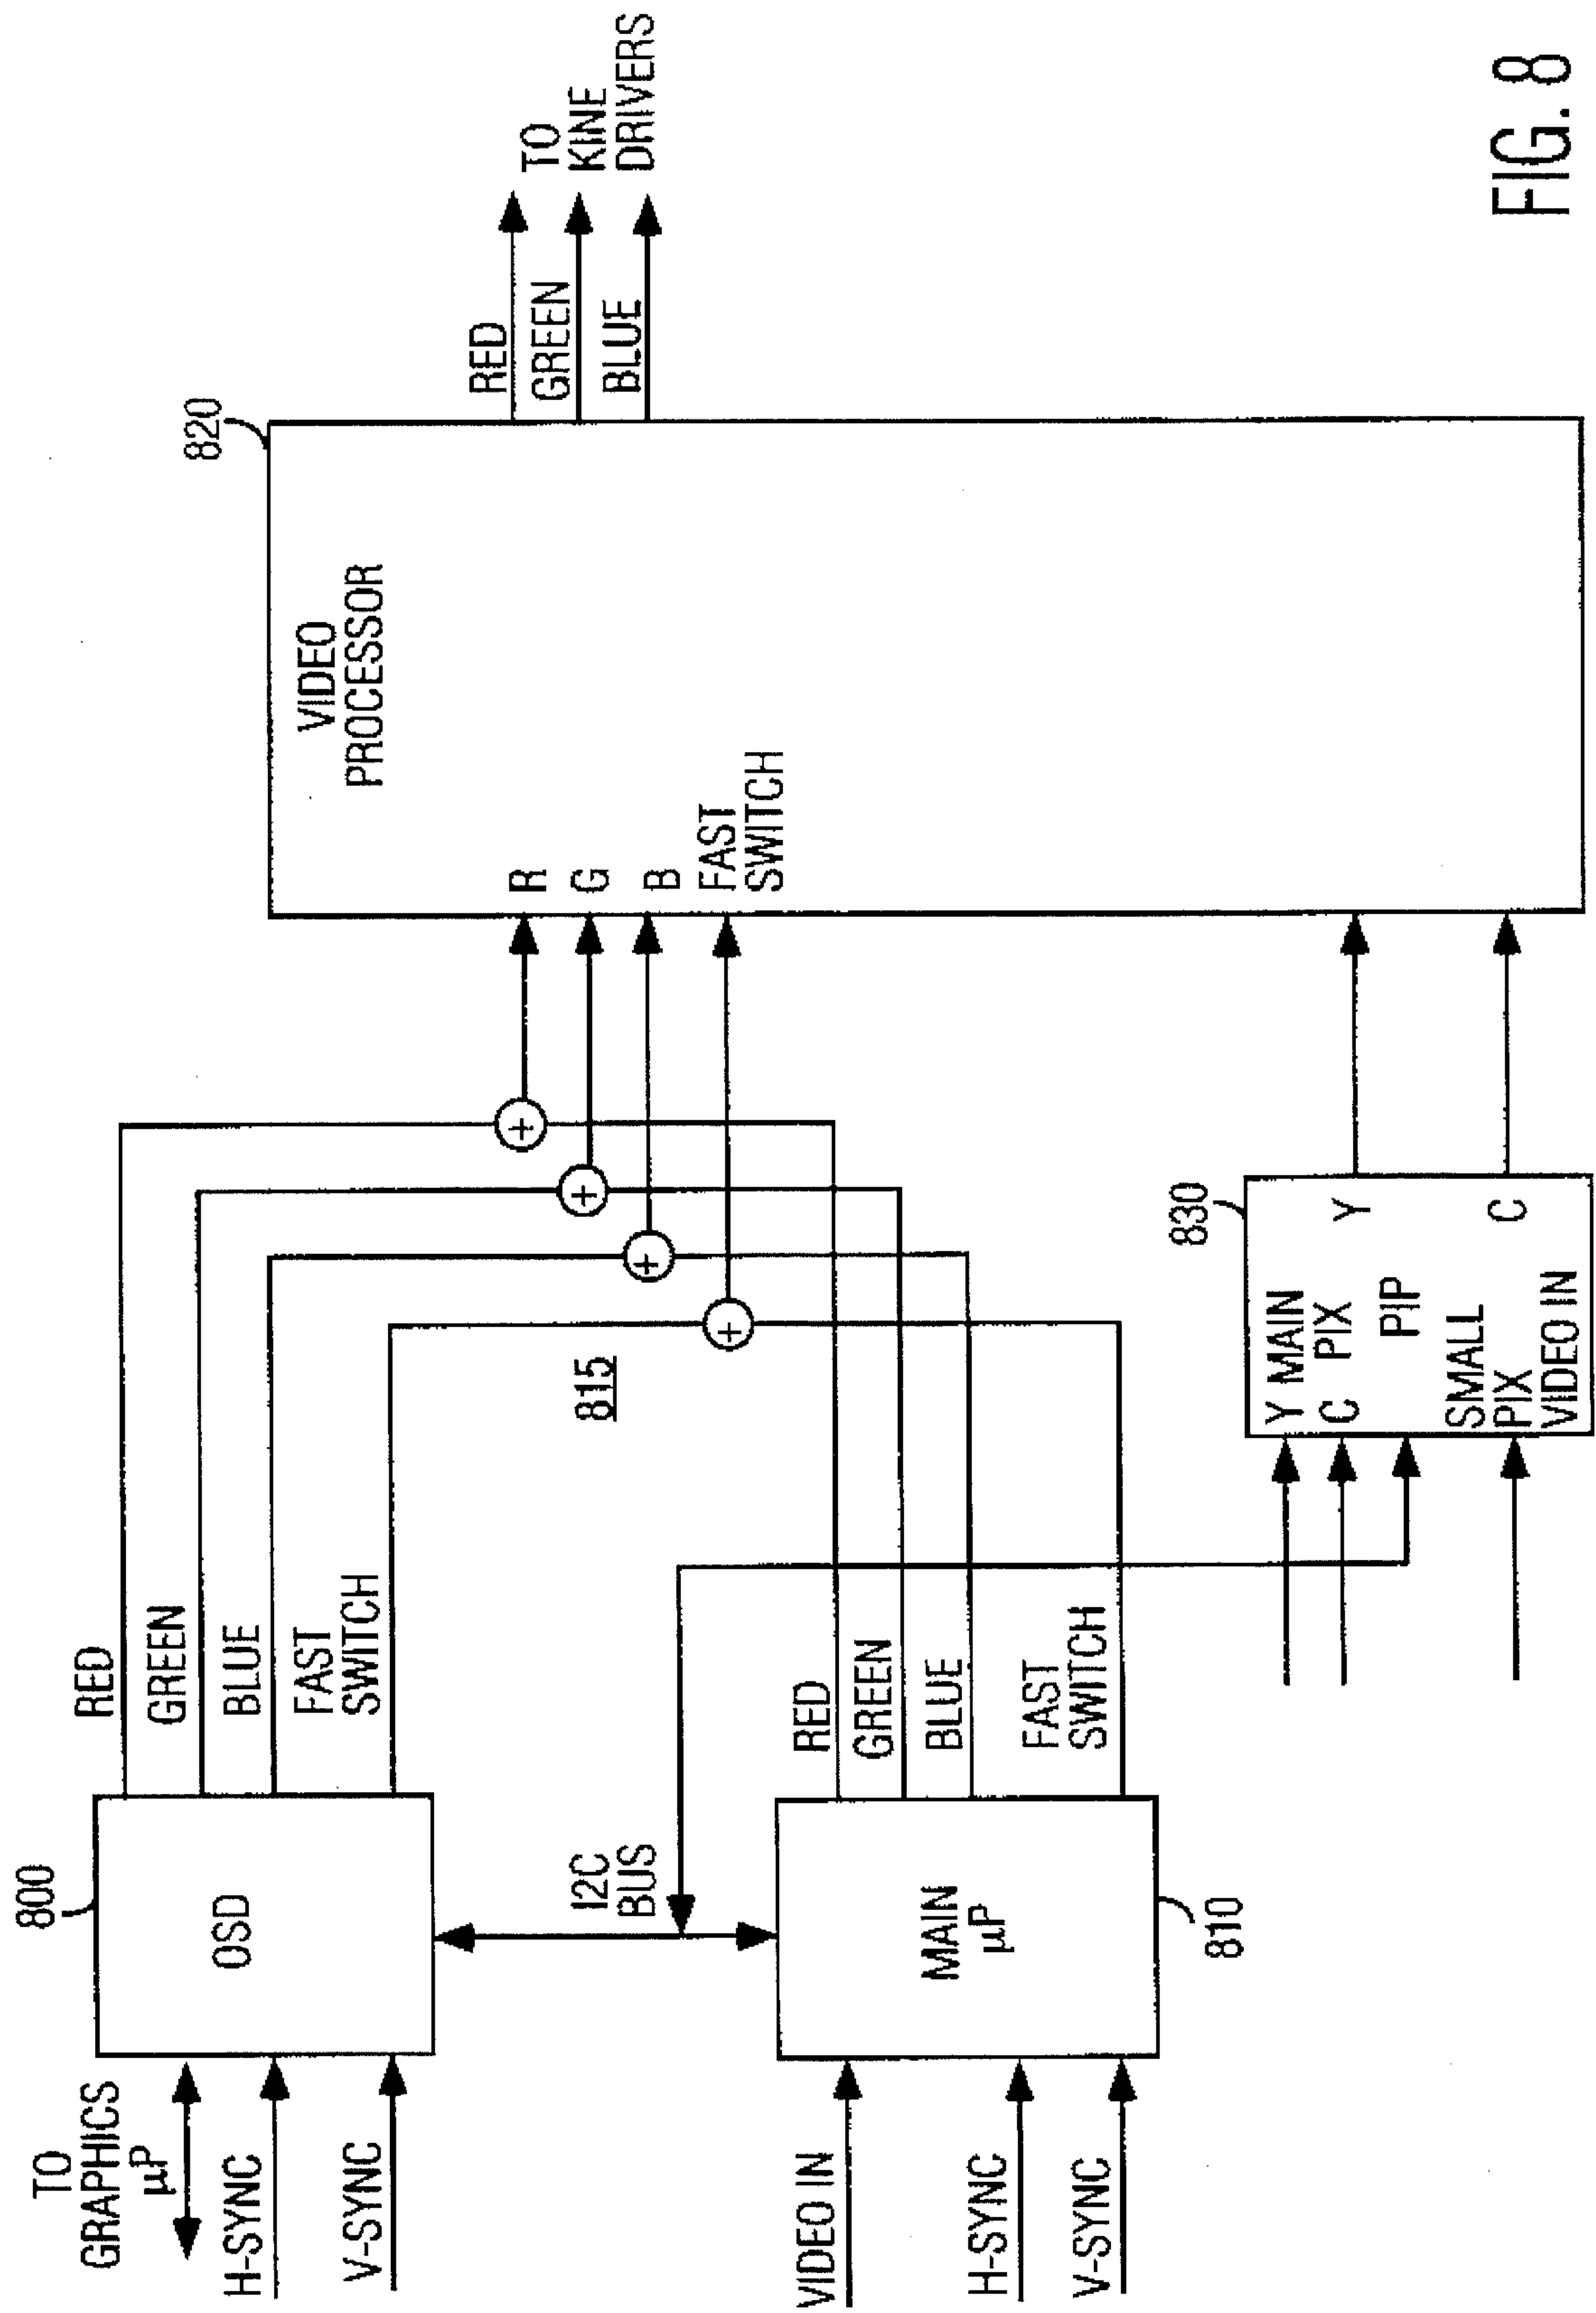 800
OSD
TO
GRAPHICS
μP
H-SYNC
V-SYNC
RED
GREEN
BLUE
FAST
SWITCH
I2C
BUS
MAIN
μP
810
VIDEO IN
H-SYNC
V-SYNC
RED
GREEN
BLUE
FAST
SWITCH
815
+
+
+
+
820
VIDEO
PROCESSOR
R
G
B
FAST
SWITCH
RED
GREEN
BLUE
TO
KINE
DRIVERS
830
Y MAIN
C PIX
Y
PIP
SMALL
PIX
VIDEO IN
C
FIG. 8